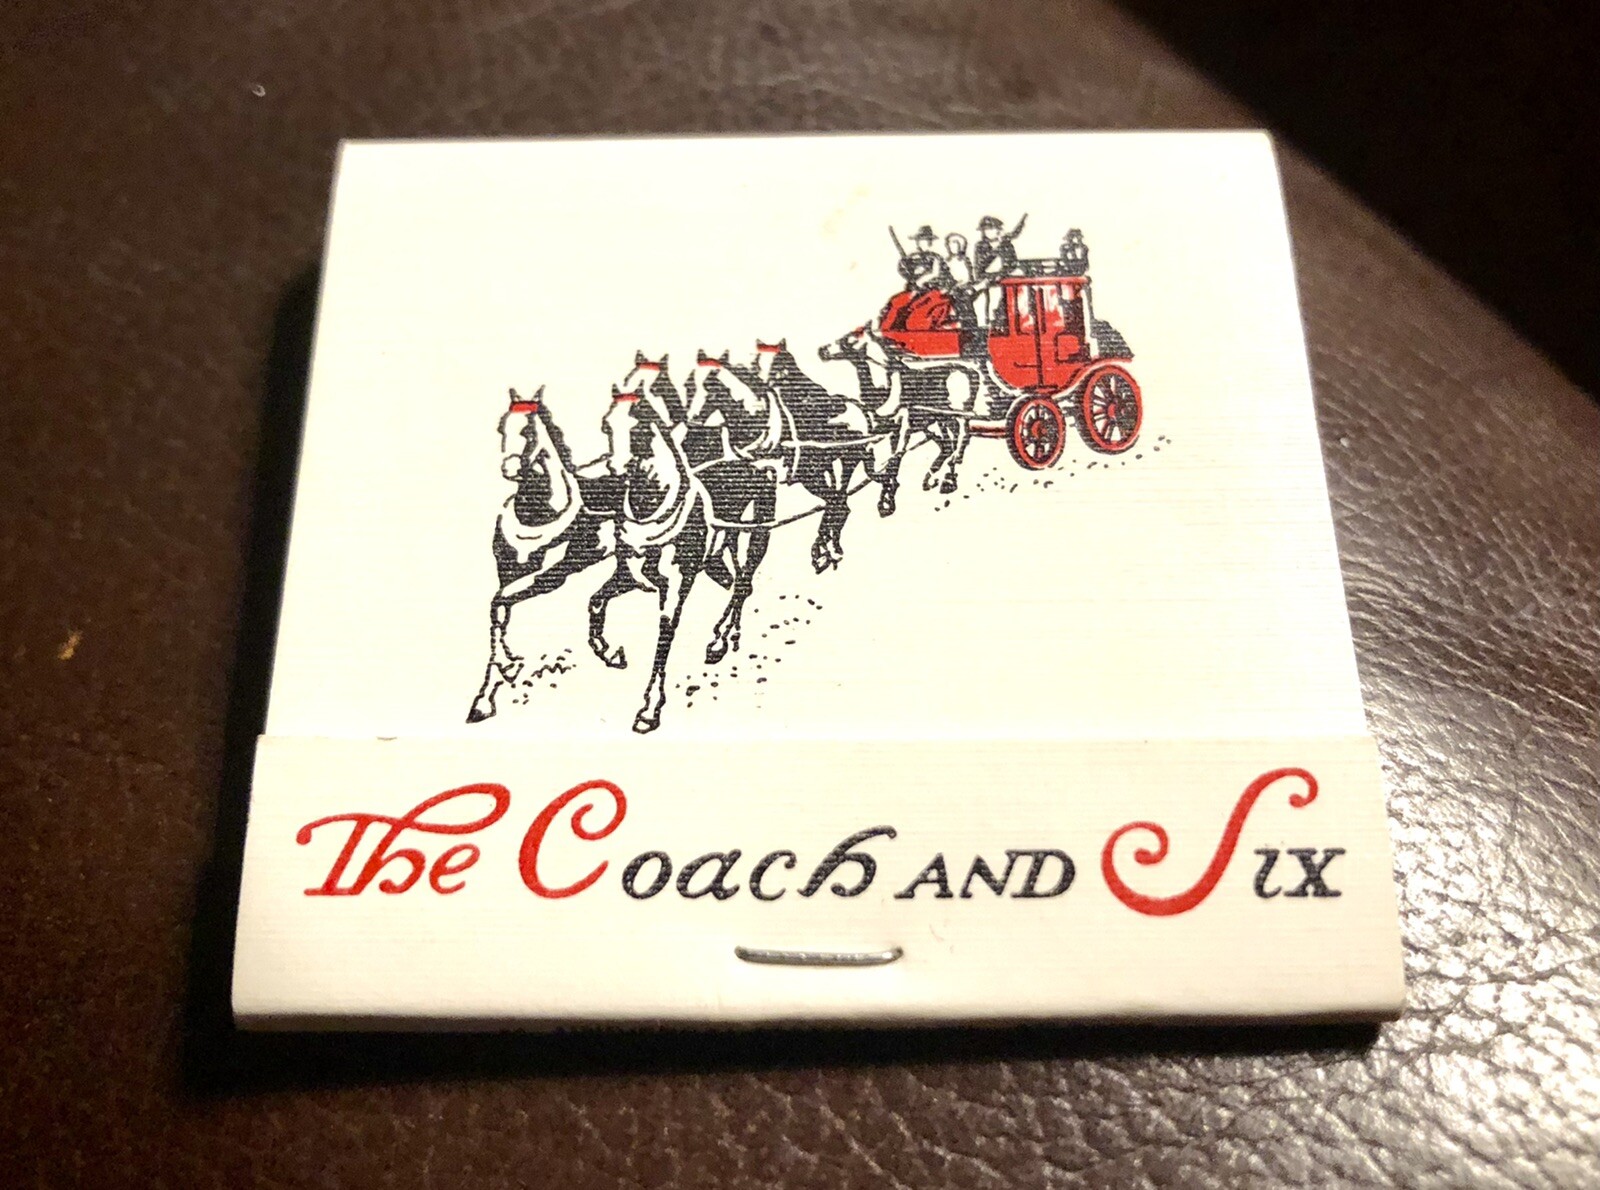 The Coach AND Six